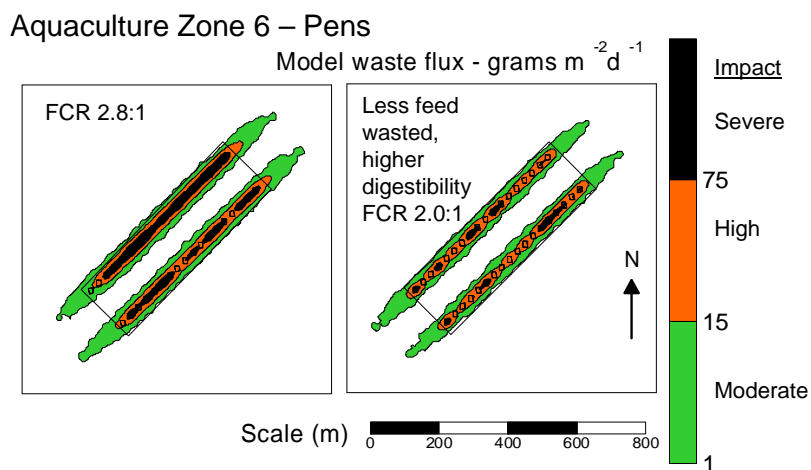 Aquaculture Zone 6 – Pens
Model waste flux - grams m -2 d -1
FCR 2.8:1
Less feed
wasted,
higher
digestibility
FCR 2.0:1
N
Impact
Severe
75
High
15
Moderate
1
Scale (m)
0 200 400 600 800